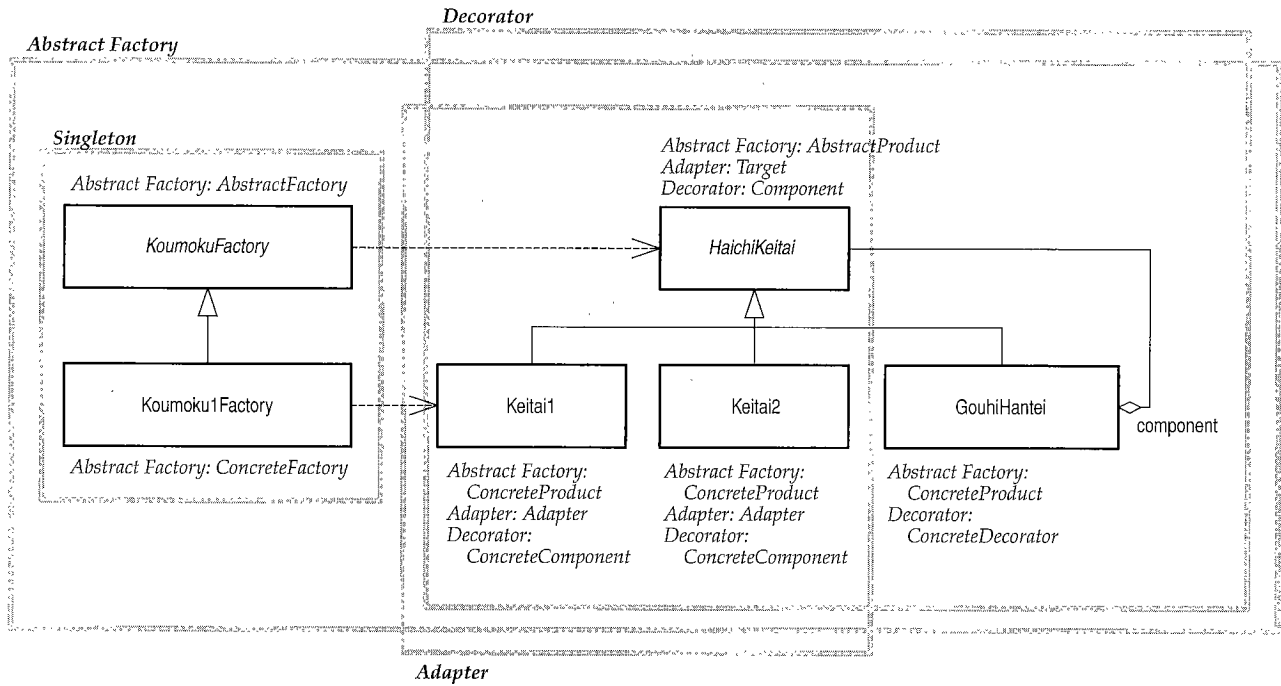 Decorator
Abstract Factory
Singleton
Abstract Factory: AbstractProduct
Adapter: Target
Decorator: Component
Abstract Factory: AbstractFactory
KoumokuFactory
HaichiKeitai
Koumoku1Factory
Keitai1
Keitai2
GouhiHantei
component
Abstract Factory: ConcreteFactory
Abstract Factory:
ConcreteProduct
Adapter: Adapter
Decorator:
ConcreteComponent
Abstract Factory:
ConcreteProduct
Adapter: Adapter
Decorator:
ConcreteComponent
Abstract Factory:
ConcreteProduct
Decorator:
ConcreteDecorator
Adapter